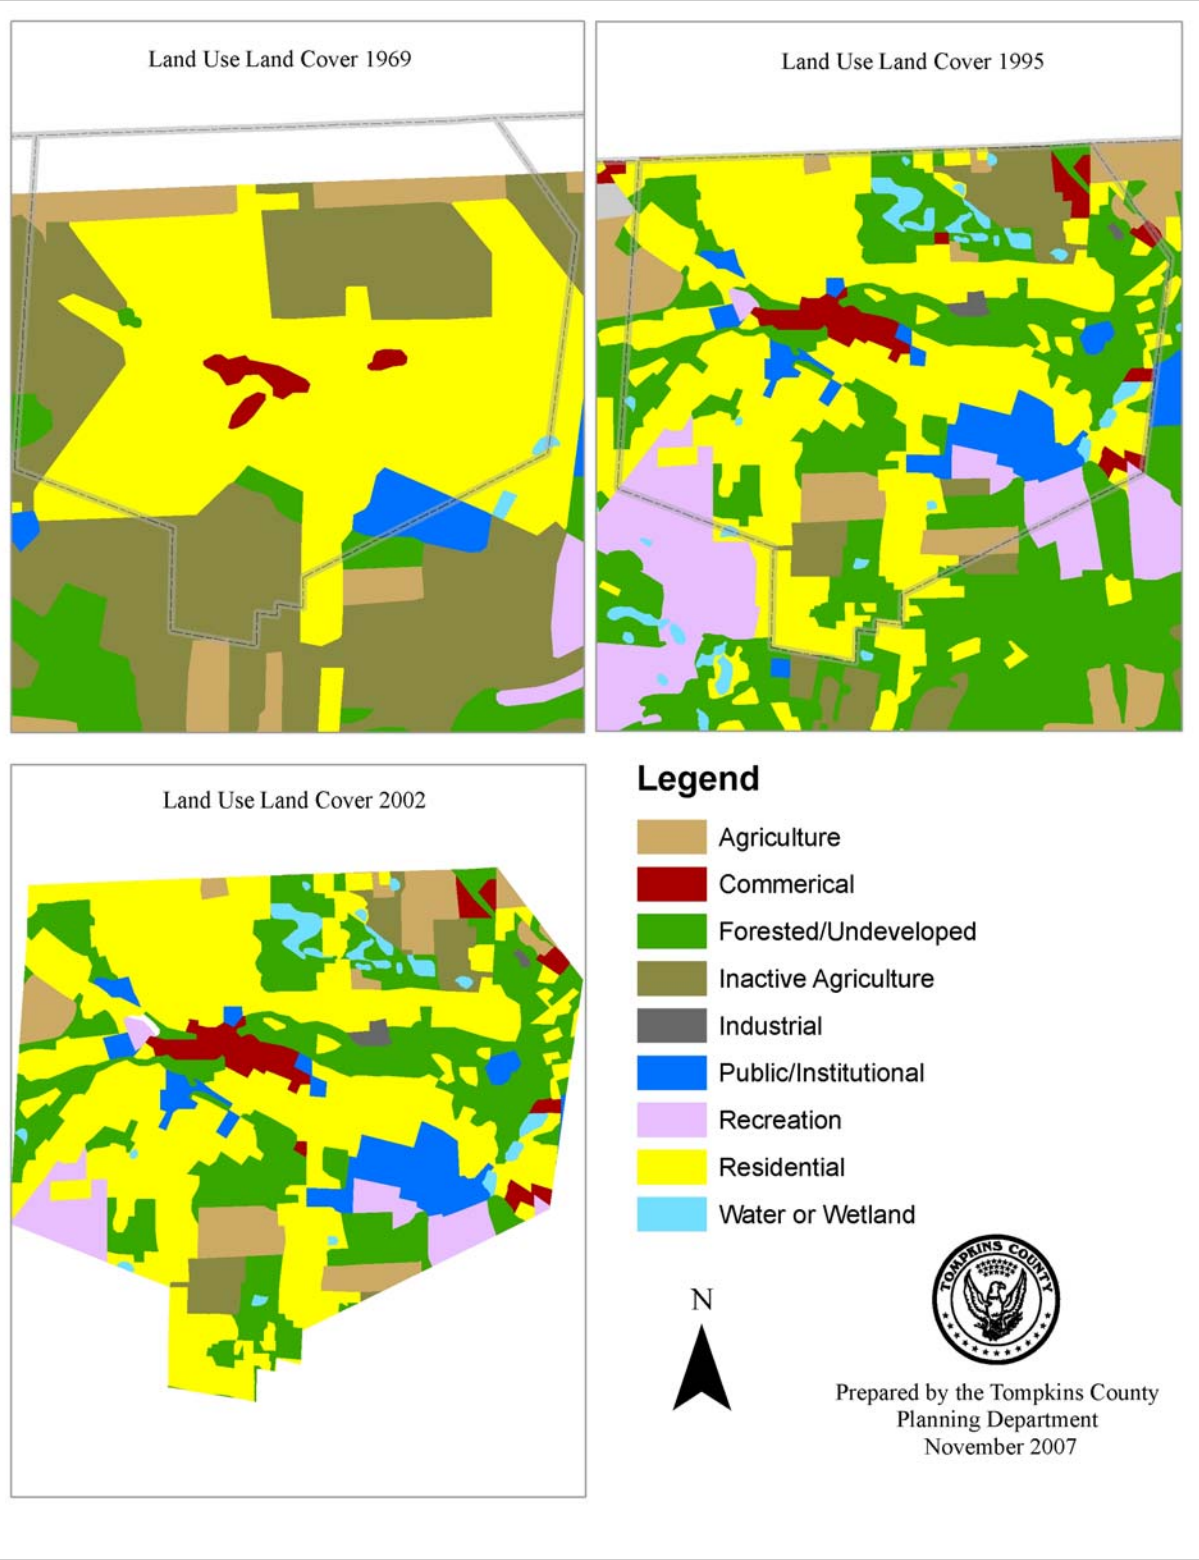 Land Use Land Cover 1969
Land Use Land Cover 1995
Land Use Land Cover 2002
Legend
Agriculture
Commerical
Forested/Undeveloped
Inactive Agriculture
Industrial
Public/Institutional
Recreation
Residential
Water or Wetland
N
TOMPKINS COUNTY
Prepared by the Tompkins County
Planning Department
November 2007